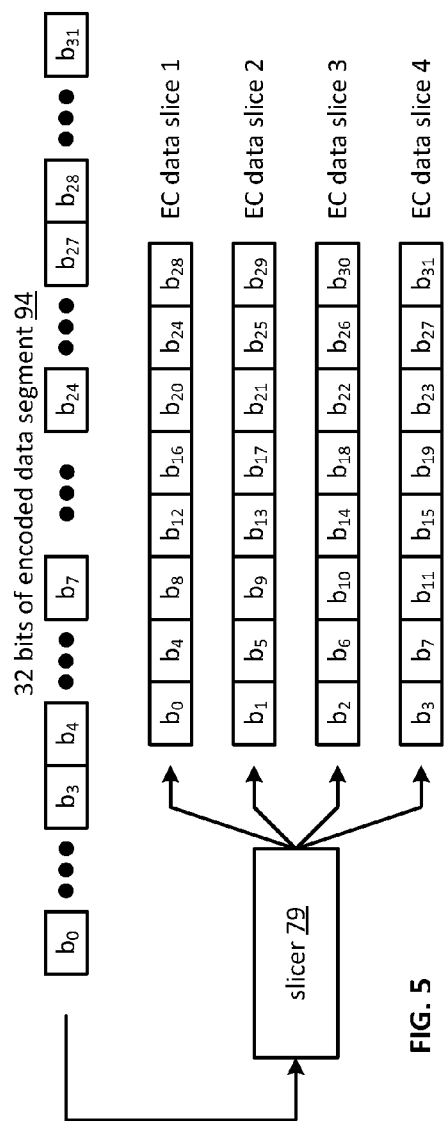 32 bits of encoded data segment 94
b0 ••• b3 b4 ••• b7 ••• b24 ••• b27 b28 ••• b31
b0 b4 b8 b12 b16 b20 b24 b28 EC data slice 1
b1 b5 b9 b13 b17 b21 b25 b29 EC data slice 2
b2 b6 b10 b14 b18 b22 b26 b30 EC data slice 3
b3 b7 b11 b15 b19 b23 b27 b31 EC data slice 4
slicer 79
FIG. 5